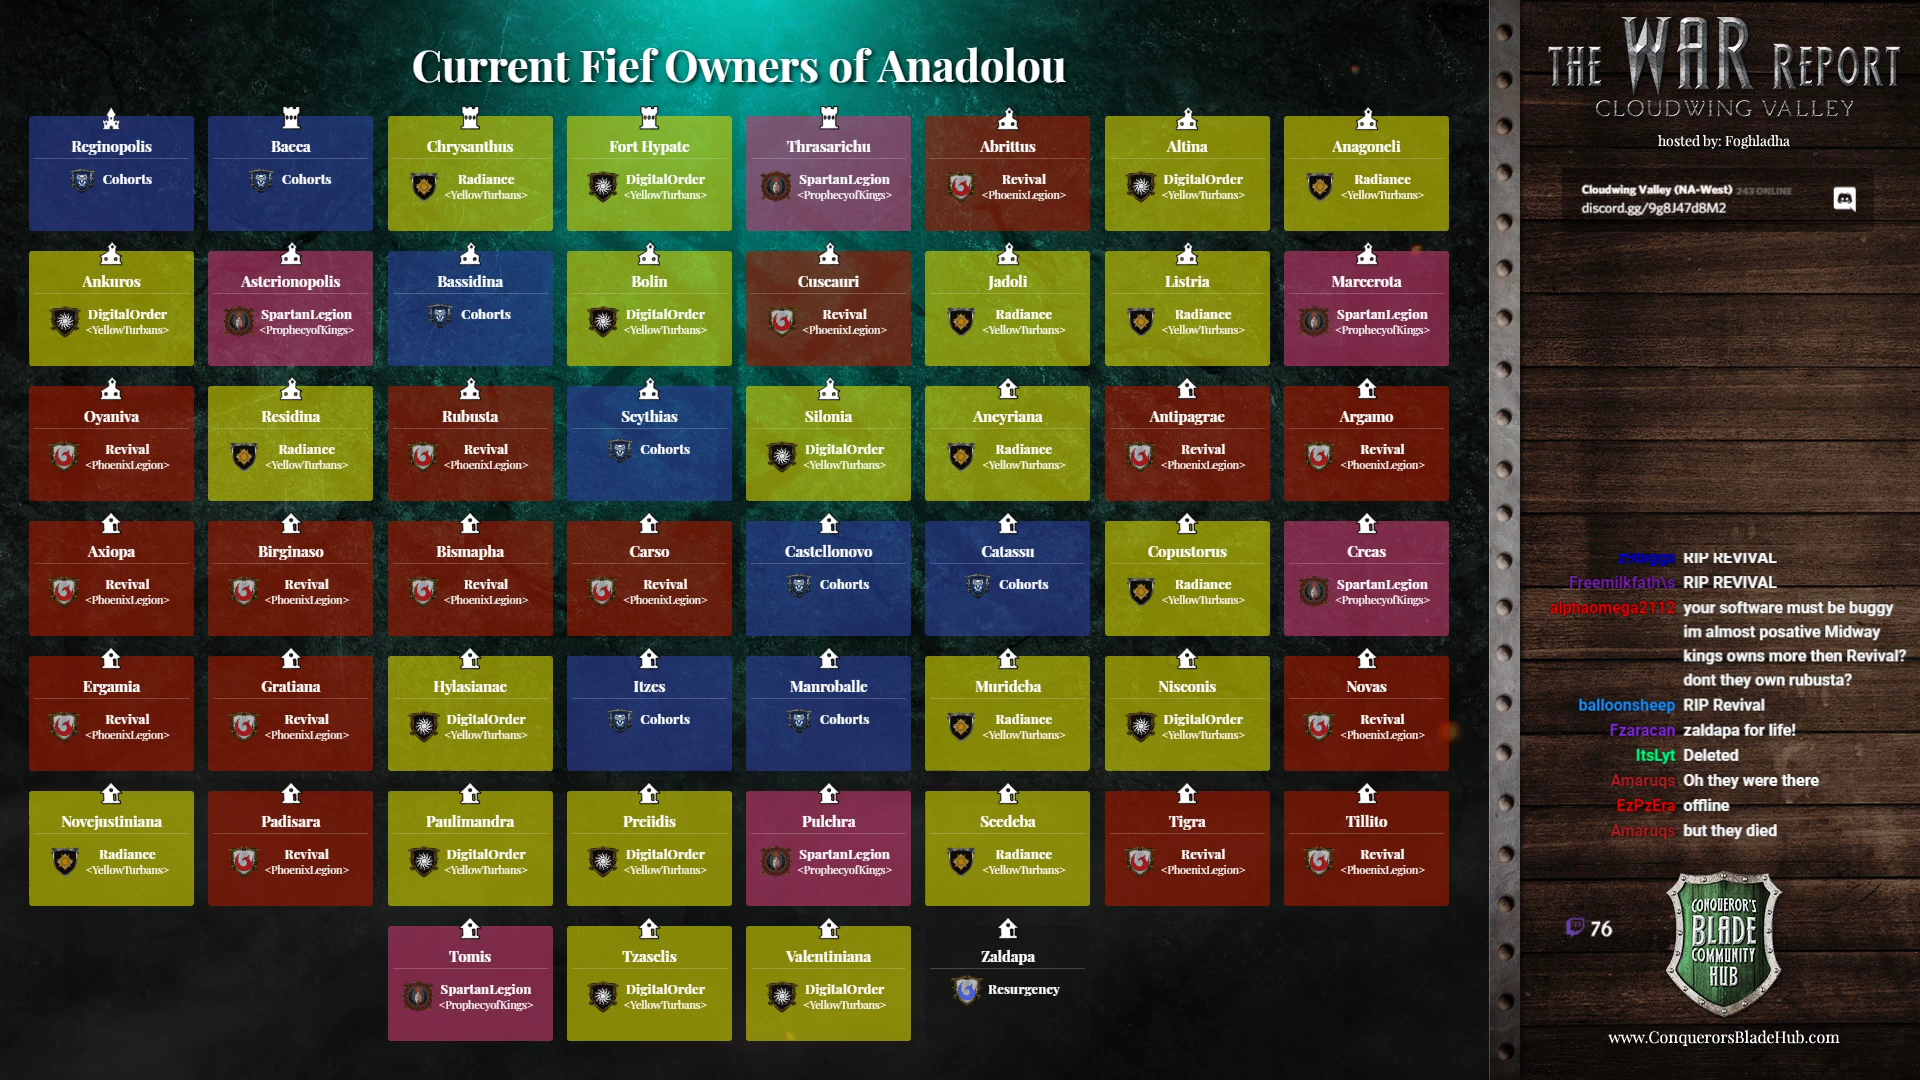 Current Fief Owners of Anadolou
Reginopolis
Cohorts
Baeca
Cohorts
Chrysanthus
Radiance
<YellowTurbans>
Fort Hypate
DigitalOrder
<YellowTurbans>
Thrasarichu
SpartanLegion
<ProphecyofKings>
Abrittus
Revival
<PhoenixLegion>
Altina
DigitalOrder
<YellowTurbans>
Anagoneli
Radiance
<YellowTurbans>
Ankuros
DigitalOrder
<YellowTurbans>
Asterionopolis
SpartanLegion
<ProphecyofKings>
Bassidina
Cohorts
Bolin
DigitalOrder
<YellowTurbans>
Cuscauri
Revival
<PhoenixLegion>
Jadoli
Radiance
<YellowTurbans>
Listria
Radiance
<YellowTurbans>
Marcerota
SpartanLegion
<ProphecyofKings>
Oyaniva
Revival
<PhoenixLegion>
Residina
Radiance
<YellowTurbans>
Rubusta
Revival
<PhoenixLegion>
Scythias
Cohorts
Silonia
DigitalOrder
<YellowTurbans>
Ancyriana
Radiance
<YellowTurbans>
Antipagrae
Revival
<PhoenixLegion>
Argamo
Revival
<PhoenixLegion>
Axiopa
Revival
<PhoenixLegion>
Birginaso
Revival
<PhoenixLegion>
Bismapha
Revival
<PhoenixLegion>
Carso
Revival
<PhoenixLegion>
Castellonovo
Cohorts
Catassu
Cohorts
Copustorus
Radiance
<YellowTurbans>
Creas
SpartanLegion
<ProphecyofKings>
Ergamia
Revival
<PhoenixLegion>
Gratiana
Revival
<PhoenixLegion>
Hylasianae
DigitalOrder
<YellowTurbans>
Itzes
Cohorts
Manroballe
Cohorts
Murideba
Radiance
<YellowTurbans>
Nisconis
DigitalOrder
<YellowTurbans>
Novas
Revival
<PhoenixLegion>
Novejustiniana
Radiance
<YellowTurbans>
Padisara
Revival
<PhoenixLegion>
Paulimandra
DigitalOrder
<YellowTurbans>
Preiidis
DigitalOrder
<YellowTurbans>
Pulchra
SpartanLegion
<ProphecyofKings>
Scedeba
Radiance
<YellowTurbans>
Tigra
Revival
<PhoenixLegion>
Tillito
Revival
<PhoenixLegion>
Tomis
SpartanLegion
<ProphecyofKings>
Tzasclis
DigitalOrder
<YellowTurbans>
Valentiniana
DigitalOrder
<YellowTurbans>
Zaldapa
Resurgency
THE WAR REPORT
CLOUDWING VALLEY
hosted by: Foghladha
Cloudwing Valley (NA-West) 243 ONLINE
discord.gg/9g8J47d8M2
RIP REVIVAL
Freemilkfath\s RIP REVIVAL
alphaomega2112 your software must be buggy
im almost posative Midway
kings owns more then Revival?
dont they own rubusta?
balloonsheep RIP Revival
Fzaracan zaldapa for life!
ItsLyt Deleted
Amaruqs Oh they were there
EzPzEra offline
Amaruqs but they died
76
CONQUEROR'S
BLADE
COMMUNITY
HUB
www.ConquerorsBladeHub.com